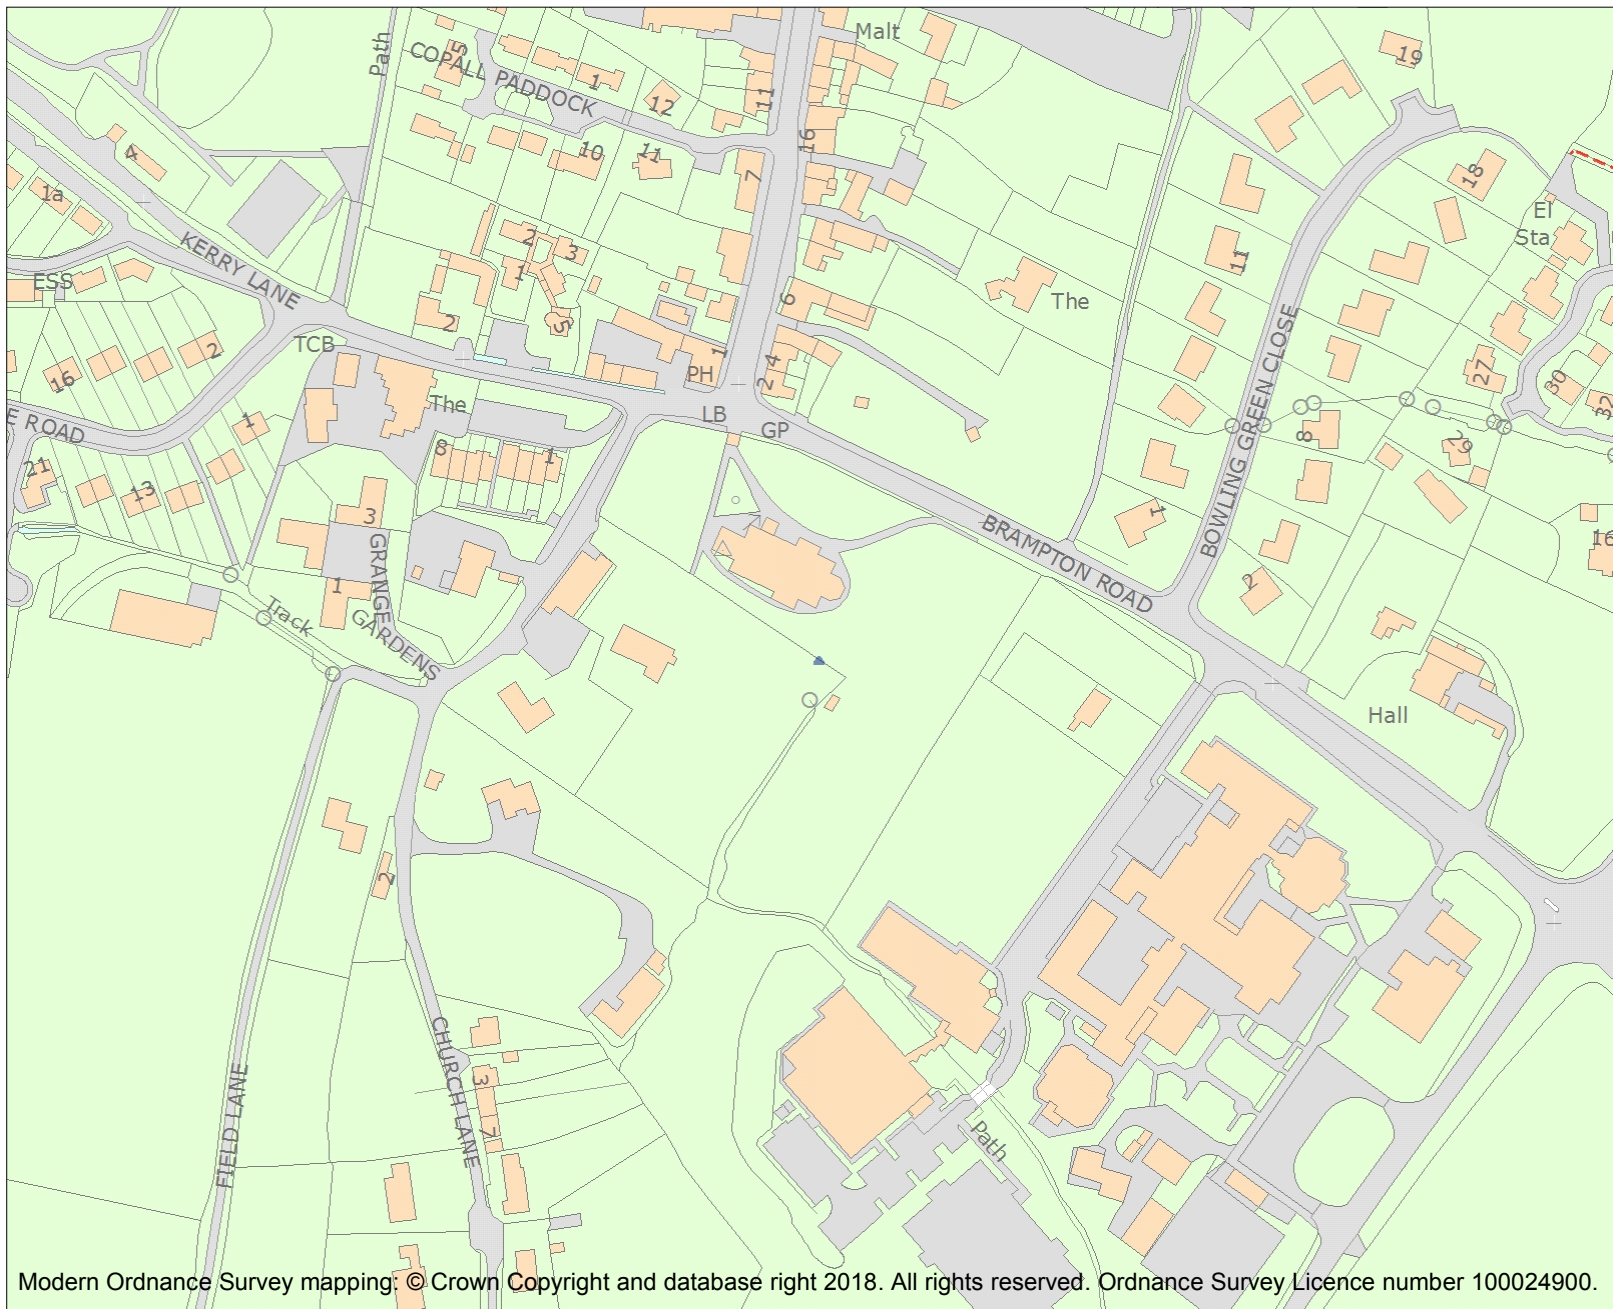 Malt
19
Path
5
COPALL PADDOCK
1
12
11
16
4
10
11
7
18
1a
El
Sta
KERRY LANE
2
3
1
11
ESS
6
The
2
5
TCB
2
1
PH
4
2
BOWLING GREEN CLOSE
27
30
32
16
The
LB
GP
E ROAD
1
8
1
8
29
21
13
3
1
BRAMPTON ROAD
16
GRANGE
GARDENS
1
2
Track
Hall
2
CHURCH LANE
3
7
FIELD LANE
Path
Modern Ordnance Survey mapping: © Crown Copyright and database right 2018. All rights reserved. Ordnance Survey Licence number 100024900.